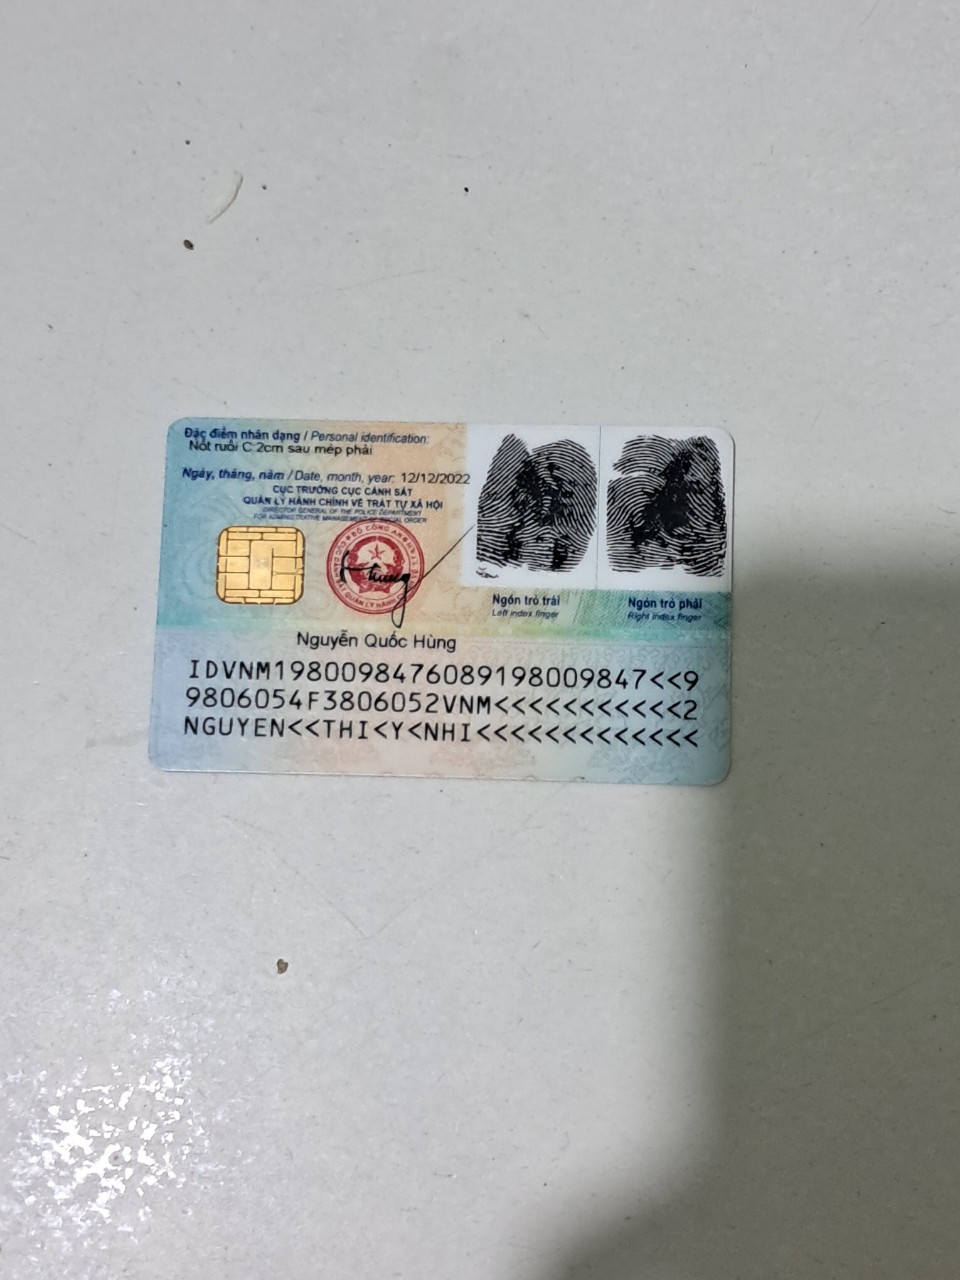 Đặc điểm nhân dạng / Personal identification:
Nốt ruồi C 2cm sau mép phải
Ngày, tháng, năm / Date, month, year: 12/12/2022
CỤC TRƯỞNG CỤC CẢNH SÁT
QUẢN LÝ HÀNH CHÍNH VỀ TRẬT TỰ XÃ HỘI
DIRECTOR GENERAL OF THE POLICE DEPARTMENT
FOR ADMINISTRATIVE MANAGEMENT OF SOCIAL ORDER
BỘ CÔNG AN
Ngón trỏ trái
Left index finger
Ngón trỏ phải
Right index finger
Nguyễn Quốc Hùng
IDVNM1980098476089198009847<<9
9806054F3806052VNM<<<<<<<<<<<2
NGUYEN<<THI<Y<NHI<<<<<<<<<<<<<